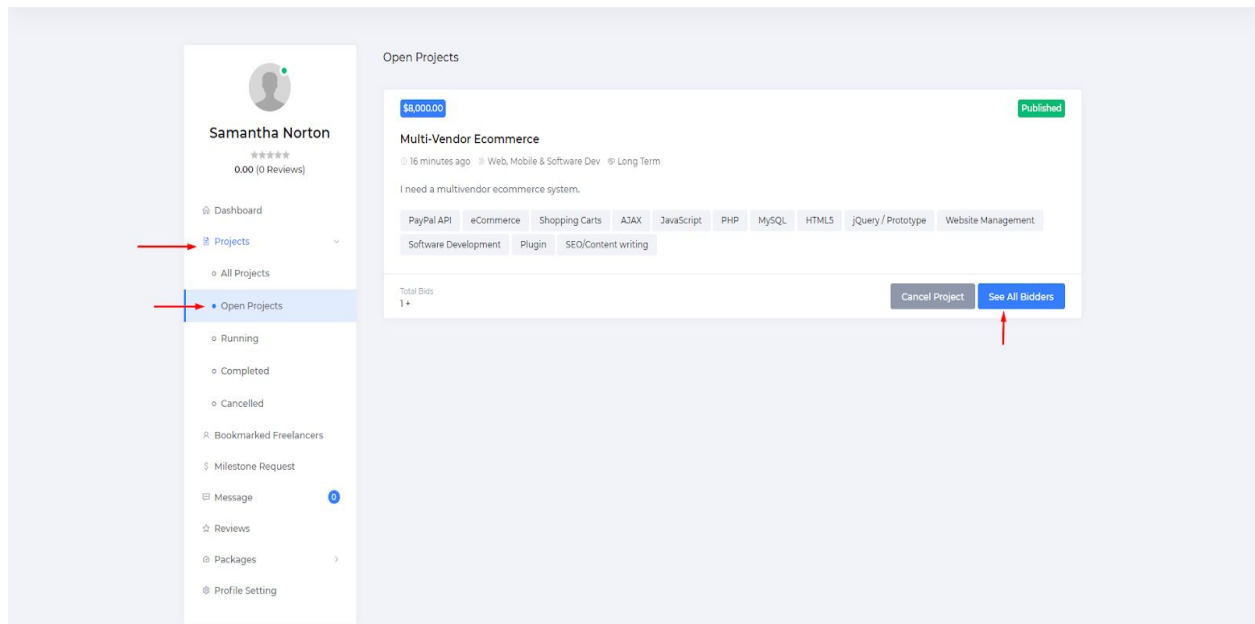 Samantha Norton
0.00 (0 Reviews)
Dashboard
Projects
All Projects
Open Projects
Running
Completed
Cancelled
Bookmarked Freelancers
Milestone Request
Message 0
Reviews
Packages
Profile Setting
Open Projects
$8,000.00 Published
Multi-Vendor Ecommerce
16 minutes ago Web, Mobile & Software Dev Long Term
I need a multivendor ecommerce system.
PayPal API eCommerce Shopping Carts AJAX JavaScript PHP MySQL HTML5 jQuery / Prototype Website Management
Software Development Plugin SEO/Content writing
Total Bids
1 +
Cancel Project See All Bidders